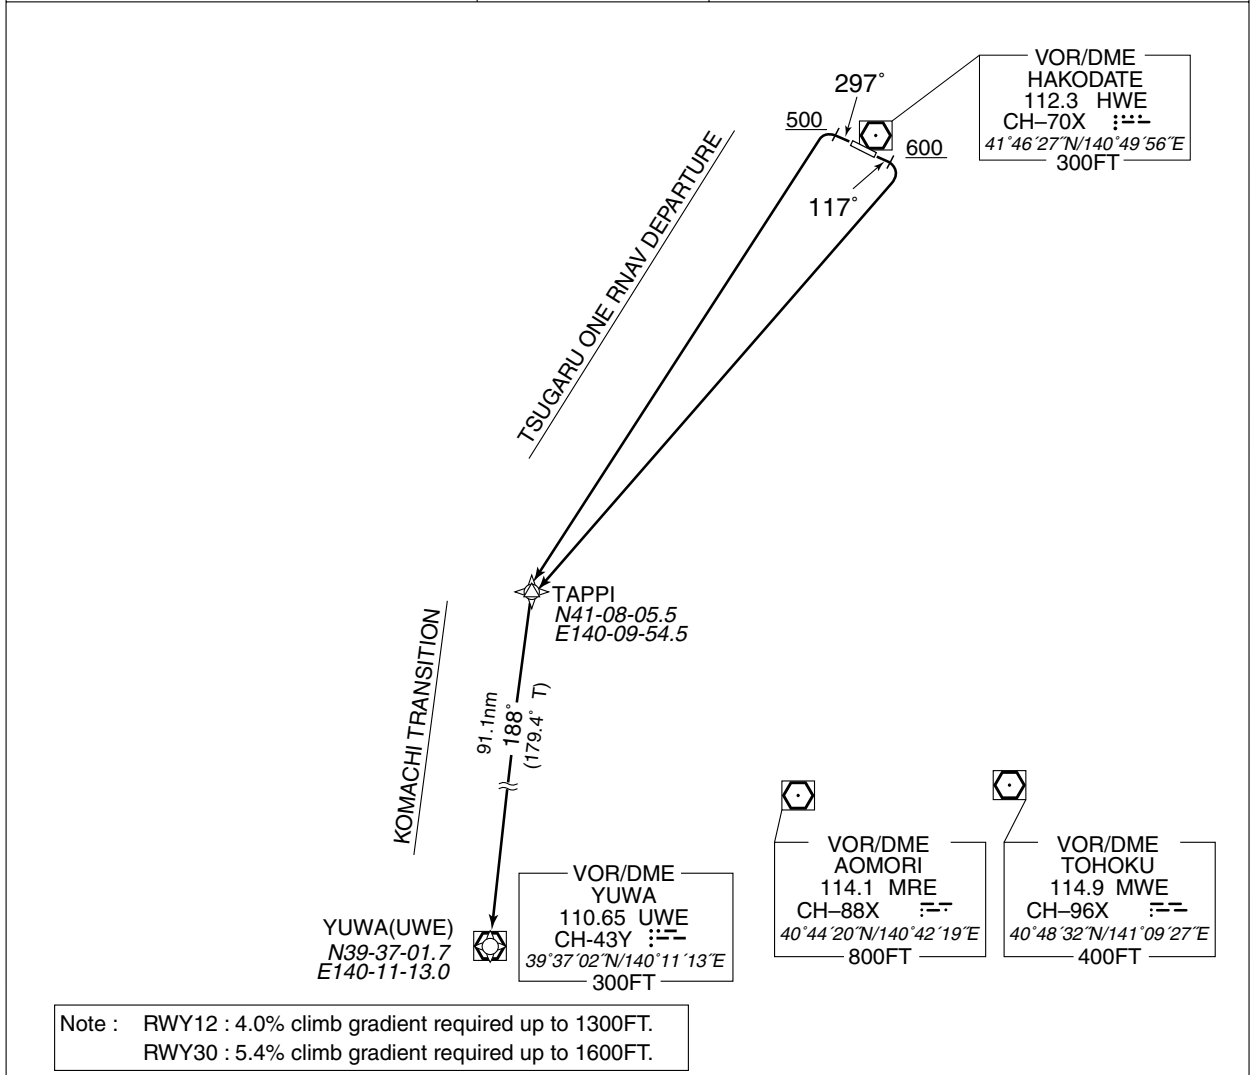 VOR/DME
HAKODATE
112.3 HWE
CH–70X
41°46´27˝N/140°49´56˝E
300FT
297°
500
600
117°
TSUGARU ONE RNAV DEPARTURE
TAPPI
N41-08-05.5
E140-09-54.5
KOMACHI TRANSITION
91.1nm
188°
(179.4° T)
YUWA(UWE)
N39-37-01.7
E140-11-13.0
VOR/DME
YUWA
110.65 UWE
CH-43Y
39°37´02˝N/140°11´13˝E
300FT
VOR/DME
AOMORI
114.1 MRE
CH–88X
40°44´20˝N/140°42´19˝E
800FT
VOR/DME
TOHOKU
114.9 MWE
CH–96X
40°48´32˝N/141°09´27˝E
400FT
Note : RWY12 : 4.0% climb gradient required up to 1300FT.
RWY30 : 5.4% climb gradient required up to 1600FT.